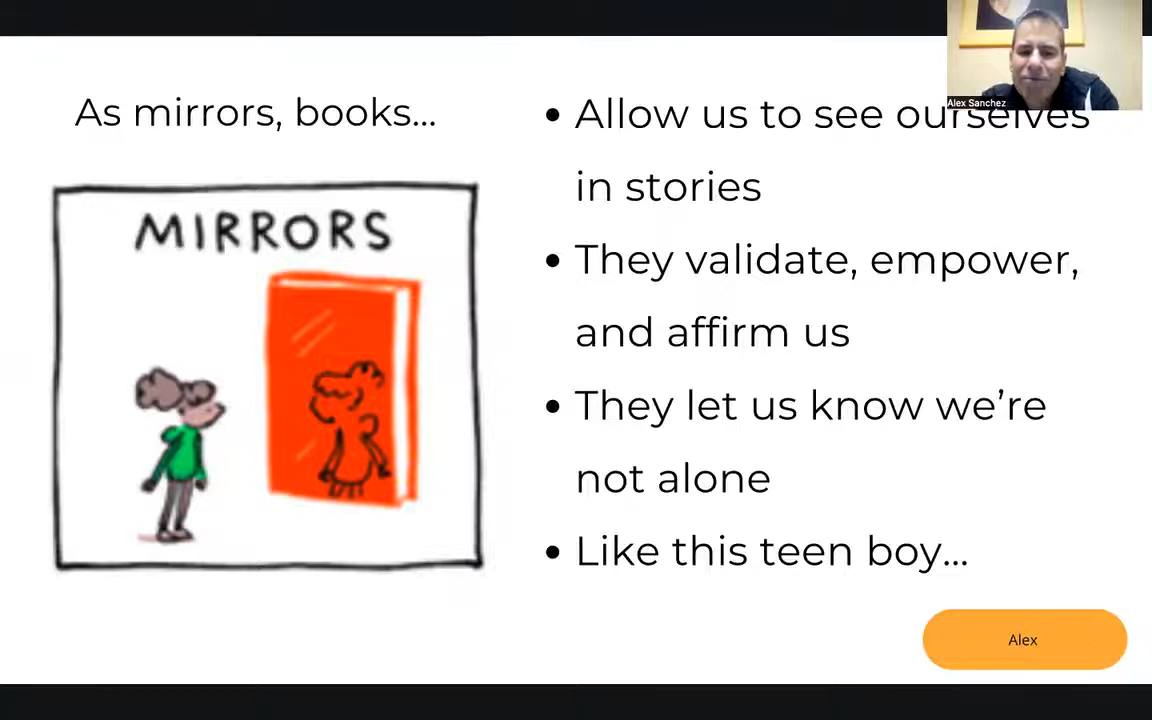 As mirrors, books...
MIRRORS
Allow us to see ourselves
in stories
They validate, empower,
and affirm us
They let us know we’re
not alone
Like this teen boy...
Alex Sanchez
Alex